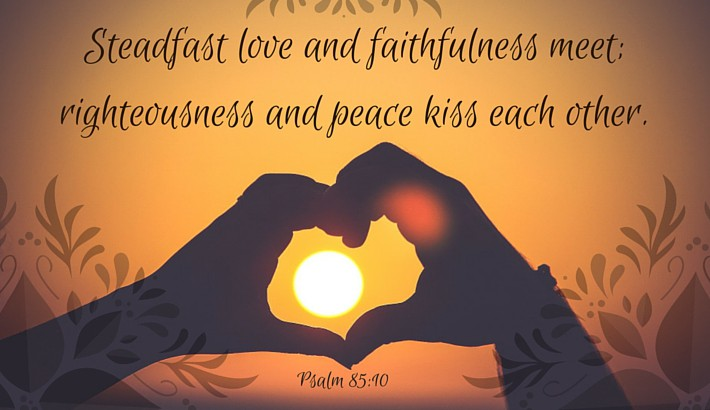 Steadfast love and faithfulness meet;
righteousness and peace kiss each other.
Psalm 85:10